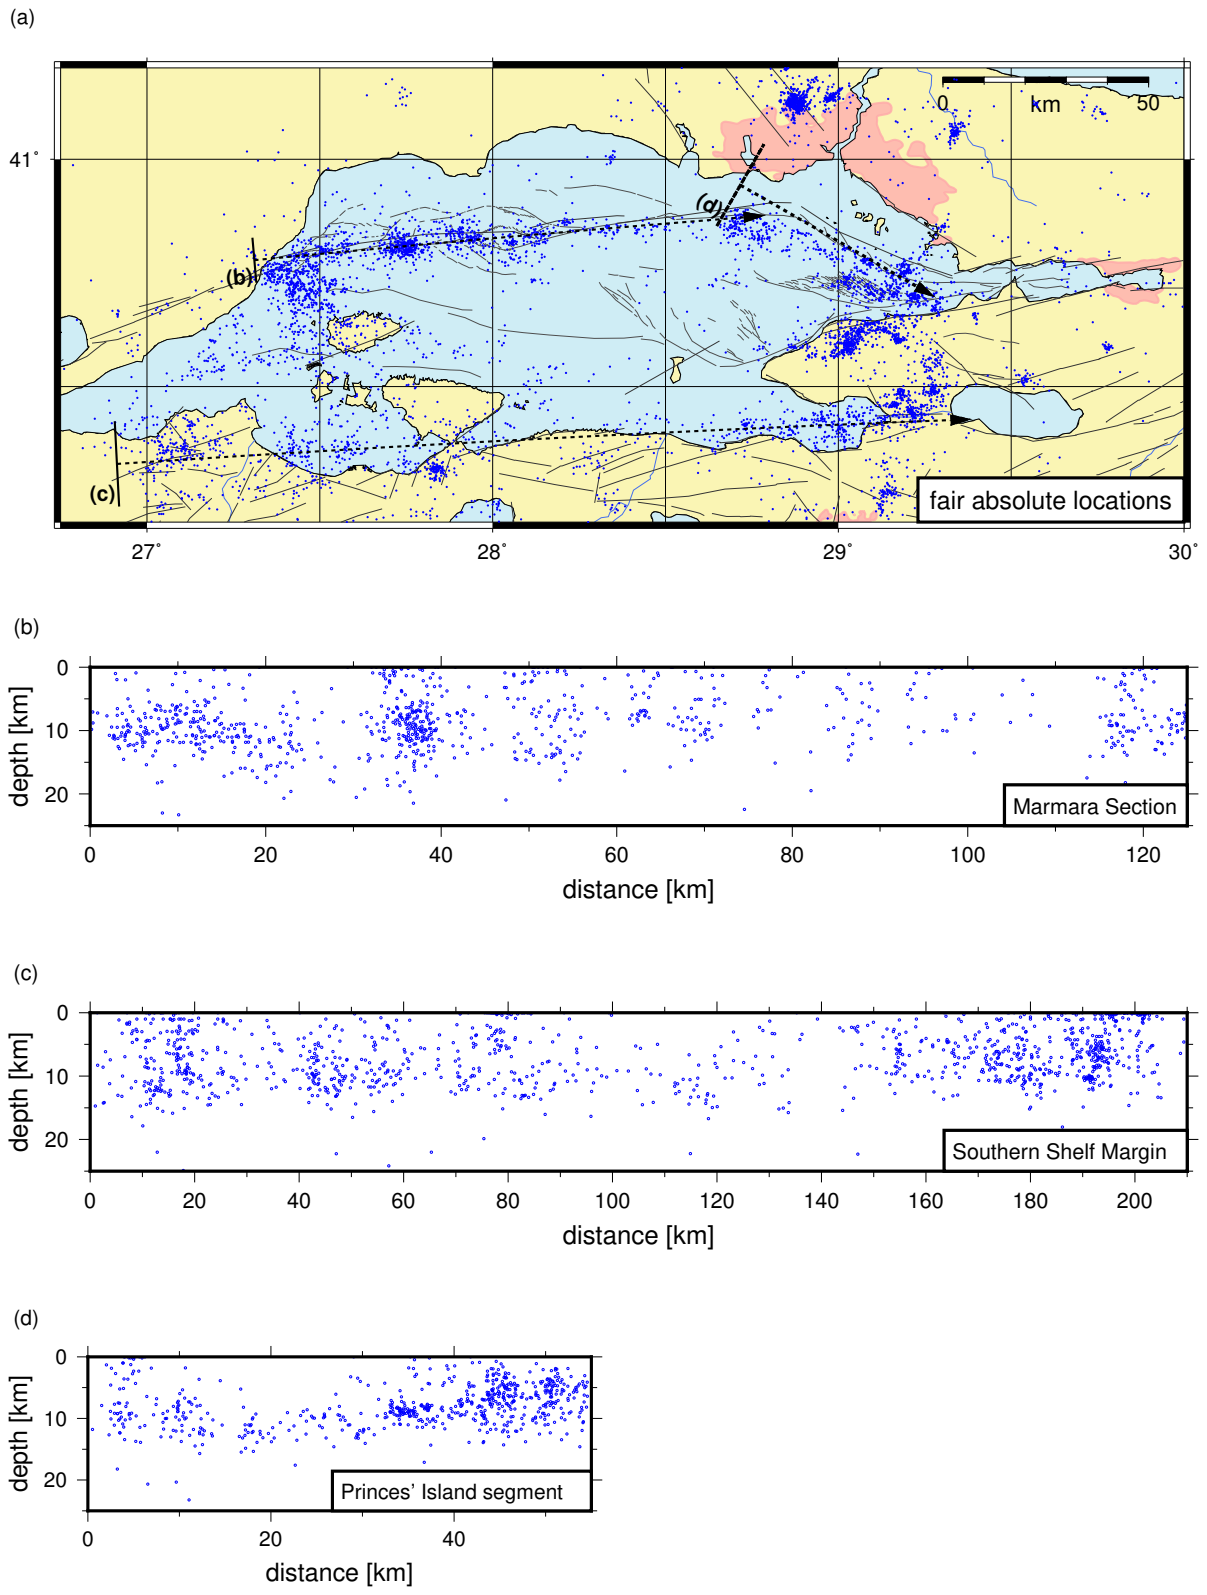 (a)
0 km 50
41°
(d)
(b)
(c)
fair absolute locations
27° 28° 29° 30°
(b)
0
10
20
depth [km]
Marmara Section
0 20 40 60 80 100 120
distance [km]
(c)
0
10
20
depth [km]
Southern Shelf Margin
0 20 40 60 80 100 120 140 160 180 200
distance [km]
(d)
0
10
20
depth [km]
Princes' Island segment
0 20 40
distance [km]